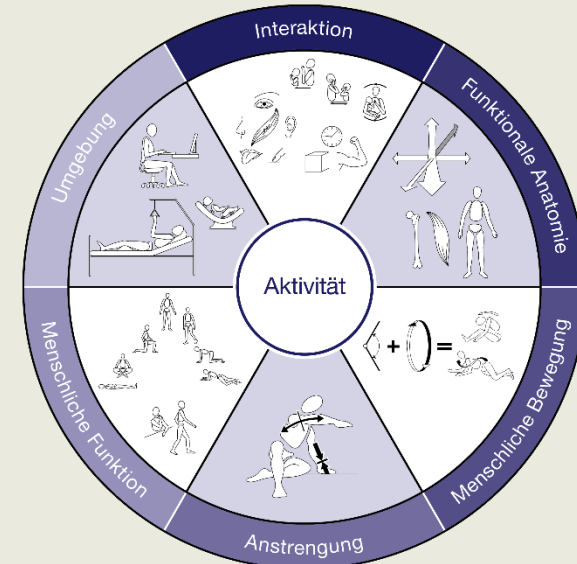 Interaktion
Funktionale Anatomie
Menschliche Bewegung
Anstrengung
Menschliche Funktion
Umgebung
Aktivität
+ =